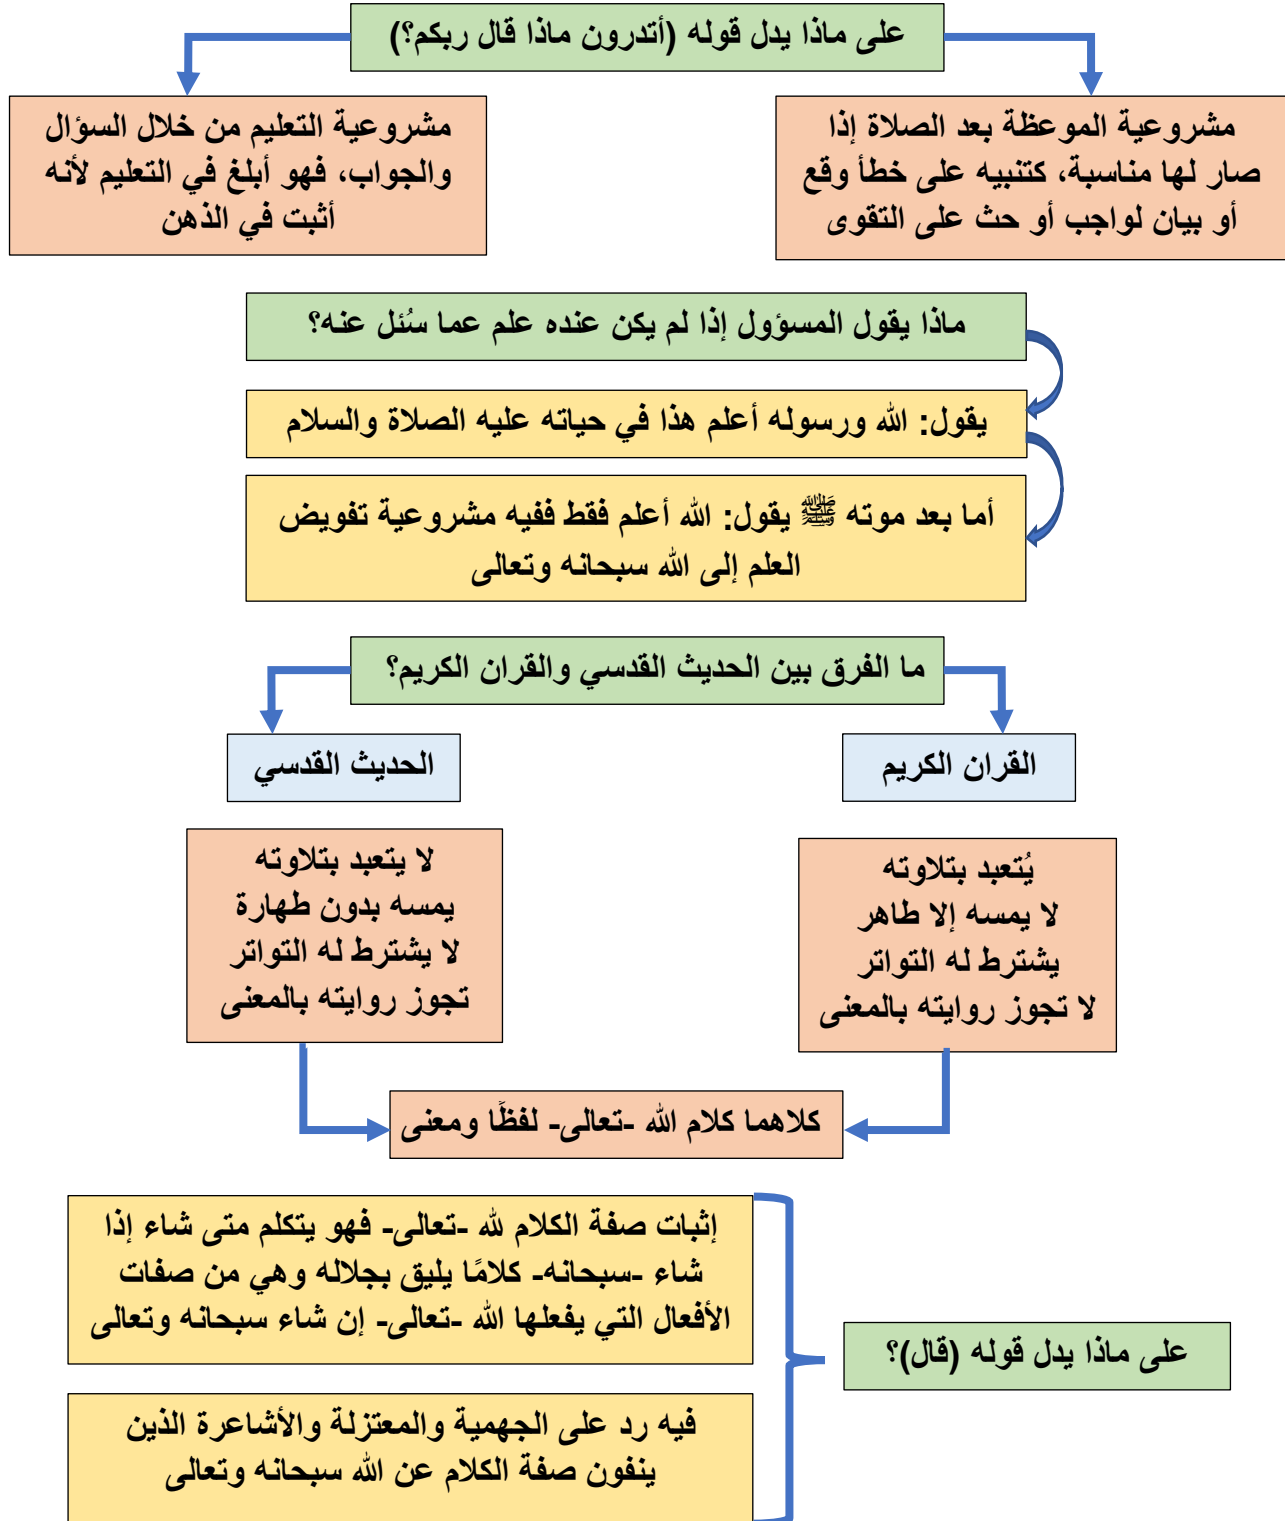 على ماذا يدل قوله (أتدرون ماذا قال ربكم؟)
مشروعية الموعظة بعد الصلاة إذا
صار لها مناسبة، كتنبيه على خطأ وقع
أو بيان لواجب أو حث على التقوى
مشروعية التعليم من خلال السؤال
والجواب، فهو أبلغ في التعليم لأنه
أثبت في الذهن
ماذا يقول المسؤول إذا لم يكن عنده علم عما سُئل عنه؟
يقول: الله ورسوله أعلم هذا في حياته عليه الصلاة والسلام
أما بعد موته ﷺ يقول: الله أعلم فقط ففيه مشروعية تفويض
العلم إلى الله سبحانه وتعالى
ما الفرق بين الحديث القدسي والقران الكريم؟
القران الكريم
الحديث القدسي
يُتعبد بتلاوته
لا يمسه إلا طاهر
يشترط له التواتر
لا تجوز روايته بالمعنى
لا يتعبد بتلاوته
يمسه بدون طهارة
لا يشترط له التواتر
تجوز روايته بالمعنى
كلاهما كلام الله -تعالى- لفظًا ومعنى
على ماذا يدل قوله (قال)؟
إثبات صفة الكلام لله -تعالى- فهو يتكلم متى شاء إذا
شاء -سبحانه- كلامًا يليق بجلاله وهي من صفات
الأفعال التي يفعلها الله -تعالى- إن شاء سبحانه وتعالى
فيه رد على الجهمية والمعتزلة والأشاعرة الذين
ينفون صفة الكلام عن الله سبحانه وتعالى